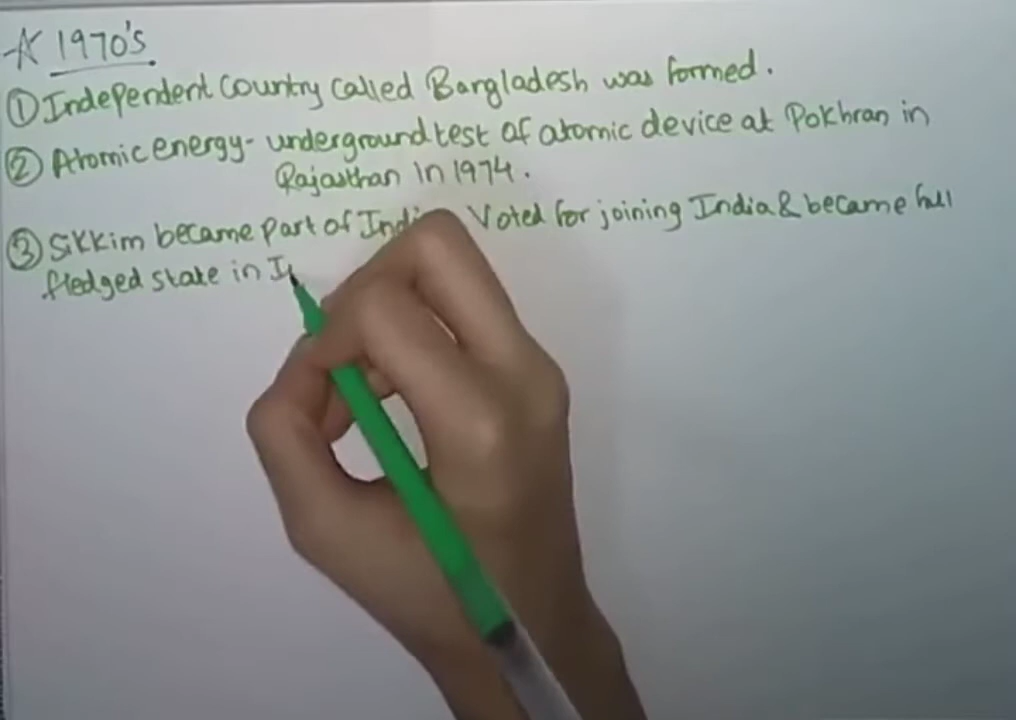 ☆ 1970's
① Independent Country called Bangladesh was formed.
② Atomic energy- underground test of atomic device at Pokhran in
Rajasthan in 1974.
③ Sikkim became part of Voted for joining India & became full
fledged state in